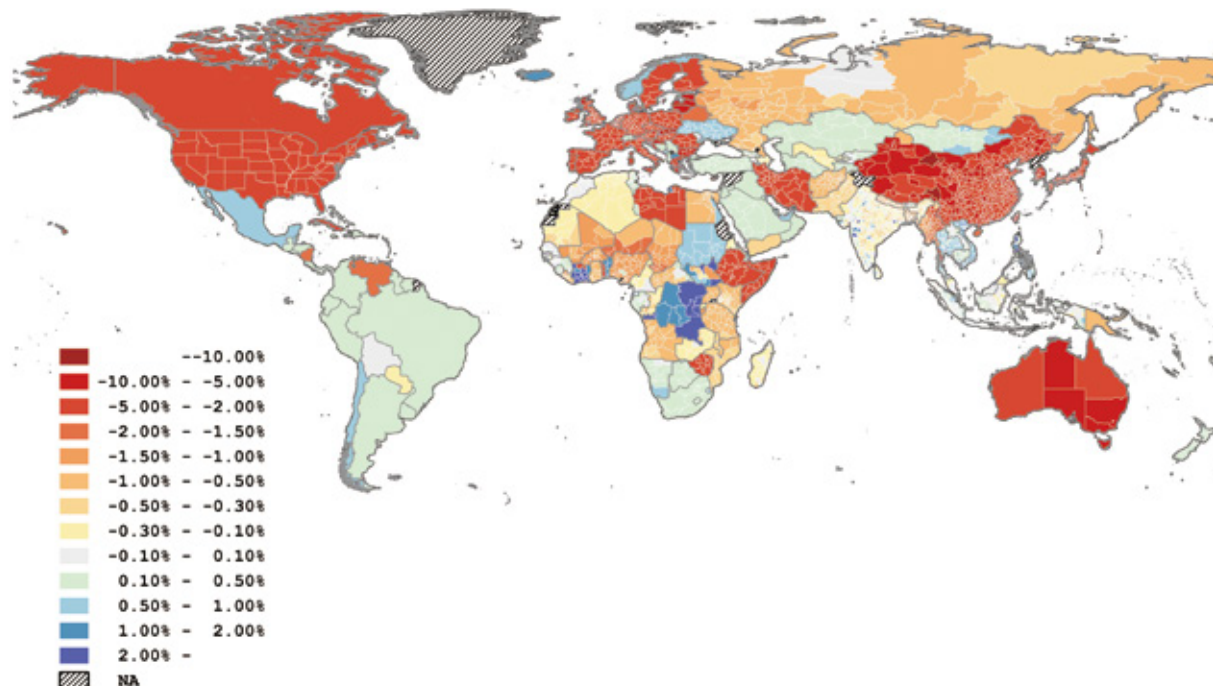 --10.00%
-10.00% - -5.00%
-5.00% - -2.00%
-2.00% - -1.50%
-1.50% - -1.00%
-1.00% - -0.50%
-0.50% - -0.30%
-0.30% - -0.10%
-0.10% - 0.10%
0.10% - 0.50%
0.50% - 1.00%
1.00% - 2.00%
2.00% -
NA